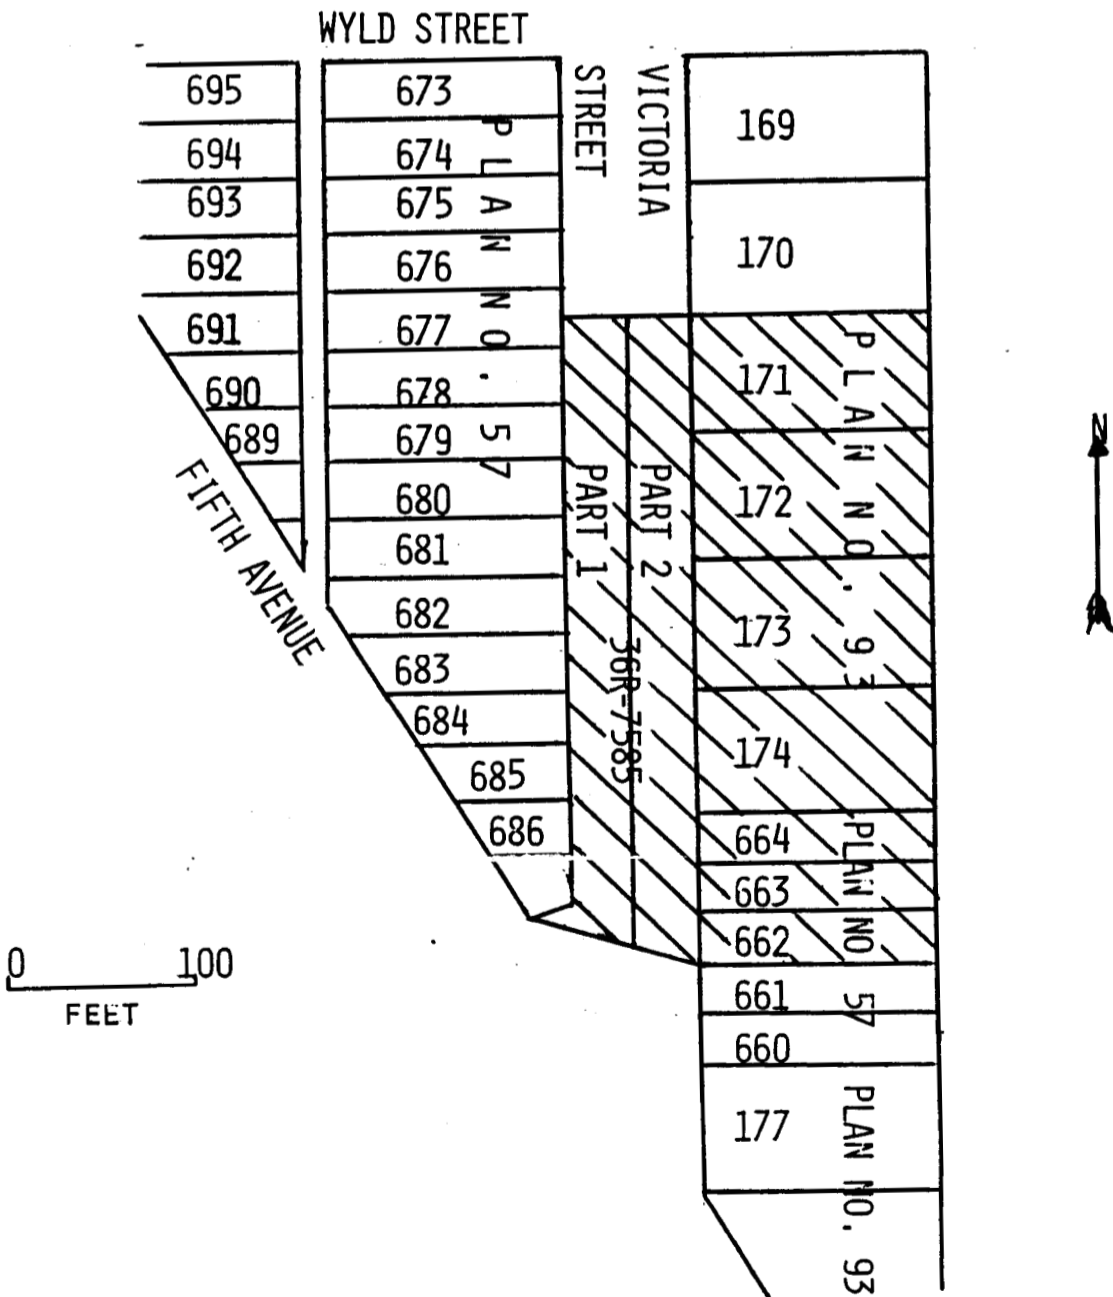 WYLD STREET
695
694
693
692
691
690
689
FIFTH AVENUE
673
674
675
676
677
678
679
680
681
682
683
684
685
686
PLAN NO. 57
STREET
VICTORIA
PART 1
PART 2
36R-7585
169
170
171
172
173
174
664
663
662
661
660
177
PLAN NO. 93
PLAN NO 57
PLAN NO. 93
N
0 100
FEET